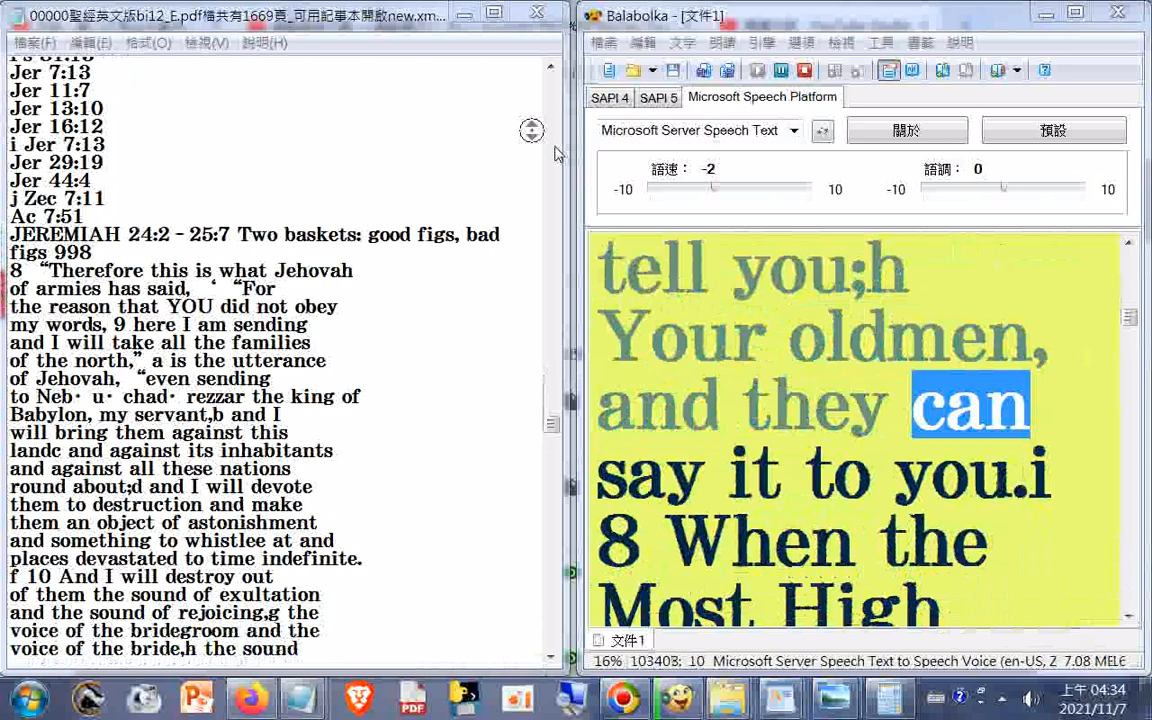 00000聖經英文版bi12_E.pdf檔共有1669頁_可用記事本開啟new.xm...
檔案(F) 編輯(E) 格式(O) 檢視(V) 說明(H)
Jer 7:13
Jer 11:7
Jer 13:10
Jer 16:12
i Jer 7:13
Jer 29:19
Jer 44:4
j Zec 7:11
Ac 7:51
JEREMIAH 24:2 - 25:7 Two baskets: good figs, bad
figs 998
8 “Therefore this is what Jehovah
of armies has said, ‘ “For
the reason that YOU did not obey
my words, 9 here I am sending
and I will take all the families
of the north,” a is the utterance
of Jehovah, “even sending
to Neb· u· chad· rezzar the king of
Babylon, my servant,b and I
will bring them against this
landc and against its inhabitants
and against all these nations
round about;d and I will devote
them to destruction and make
them an object of astonishment
and something to whistlee at and
places devastated to time indefinite.
f 10 And I will destroy out
of them the sound of exultation
and the sound of rejoicing,g the
voice of the bridegroom and the
voice of the bride,h the sound
Balabolka - [文件1]
檔案 編輯 文字 朗讀 引擎 選項 檢視 工具 書籤 說明
SAPI 4 SAPI 5 Microsoft Speech Platform
Microsoft Server Speech Text 關於 預設
語速： -2 語調： 0
-10 10 -10 10
tell you;h
Your oldmen,
and they can
say it to you.i
8 When the
Most High
文件1
16% 103403; 10 Microsoft Server Speech Text to Speech Voice (en-US, Z 7.08 МБ
上午 04:34
2021/11/7